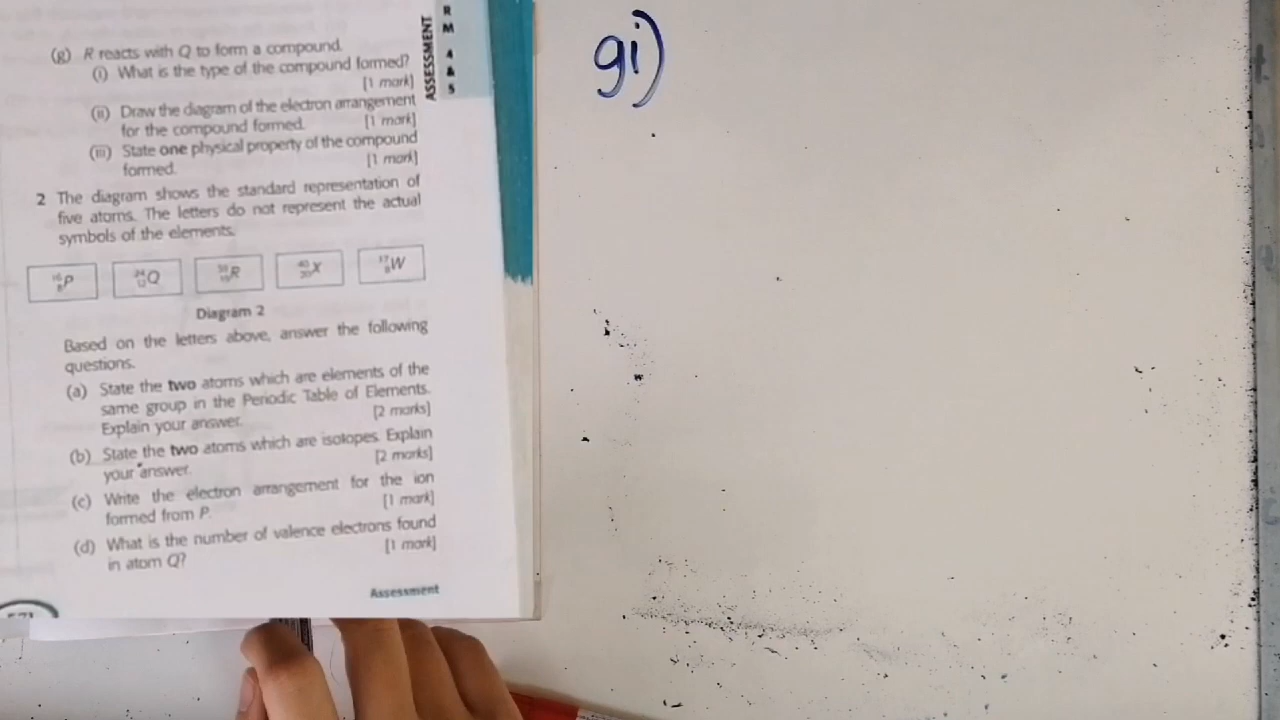 (g) R reacts with Q to form a compound.
(i) What is the type of the compound formed?
[1 mark]
(ii) Draw the diagram of the electron arrangement
for the compound formed. [1 mark]
(iii) State one physical property of the compound
formed. [1 mark]
2 The diagram shows the standard representation of
five atoms. The letters do not represent the actual
symbols of the elements.
P Q R X W
Diagram 2
Based on the letters above, answer the following
questions.
(a) State the two atoms which are elements of the
same group in the Periodic Table of Elements.
Explain your answer. [2 marks]
(b) State the two atoms which are isotopes. Explain
your answer. [2 marks]
(c) Write the electron arrangement for the ion
formed from P. [1 mark]
(d) What is the number of valence electrons found
in atom Q? [1 mark]
Assessment
ASSESSMENT
R
M
4
&
5
gi)